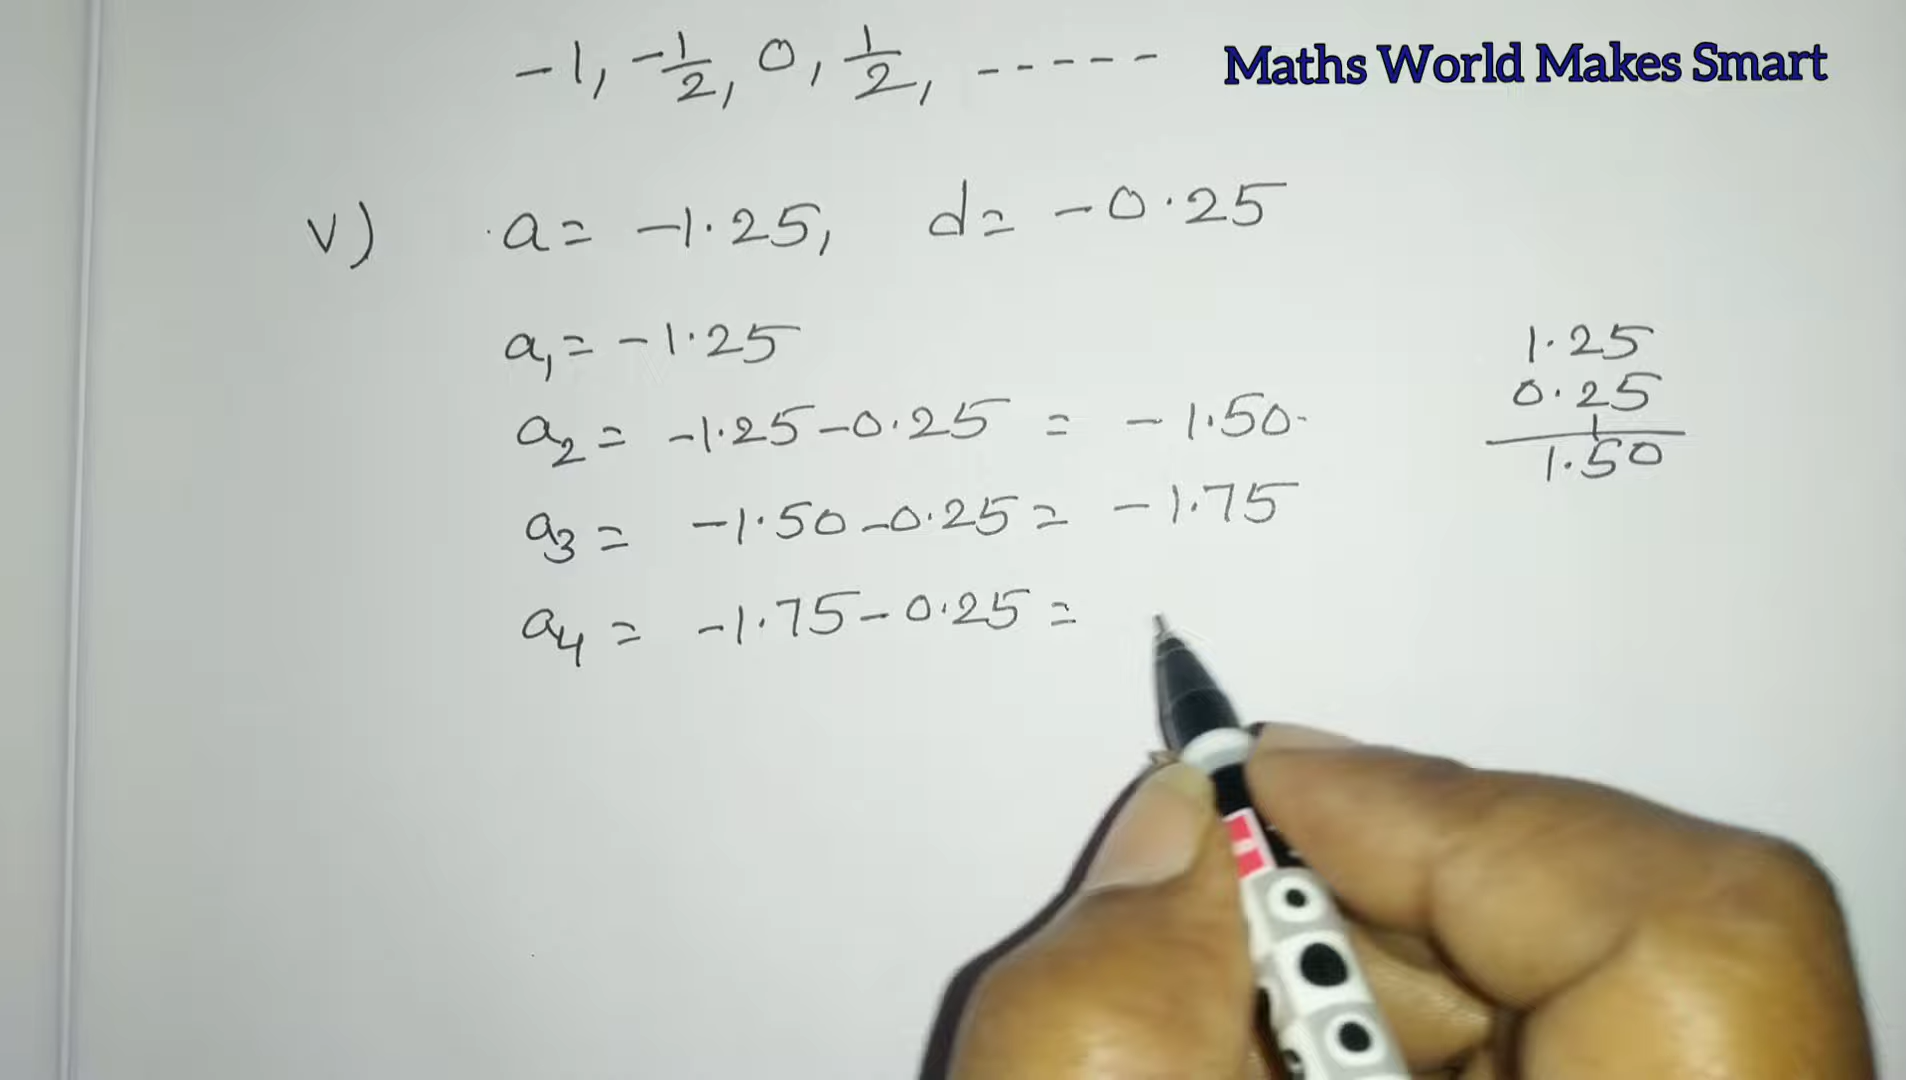 -1, -1/2, 0, 1/2, -----
Maths World Makes Smart
v) a = -1.25, d = -0.25
a₁ = -1.25
a₂ = -1.25-0.25 = -1.50
a₃ = -1.50-0.25 = -1.75
a₄ = -1.75-0.25 =
1.25
0.25
1
1.50